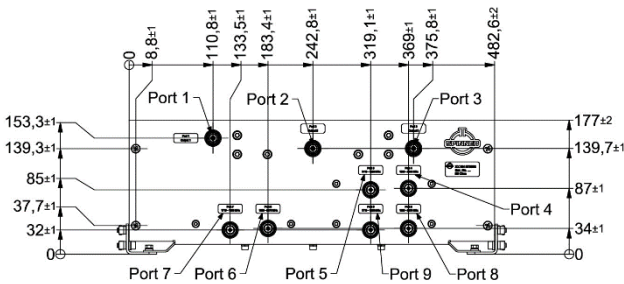 0
8,8±1
110,8±1
133,5±1
183,4±1
242,8±1
319,1±1
369±1
375,8±1
482,6±2
Port 1
Port 2
Port 3
153,3±1
177±2
139,3±1
139,7±1
SPINNER
85±1
87±1
Port 4
37,7±1
32±1
34±1
0
0
Port 7
Port 6
Port 5
Port 9
Port 8